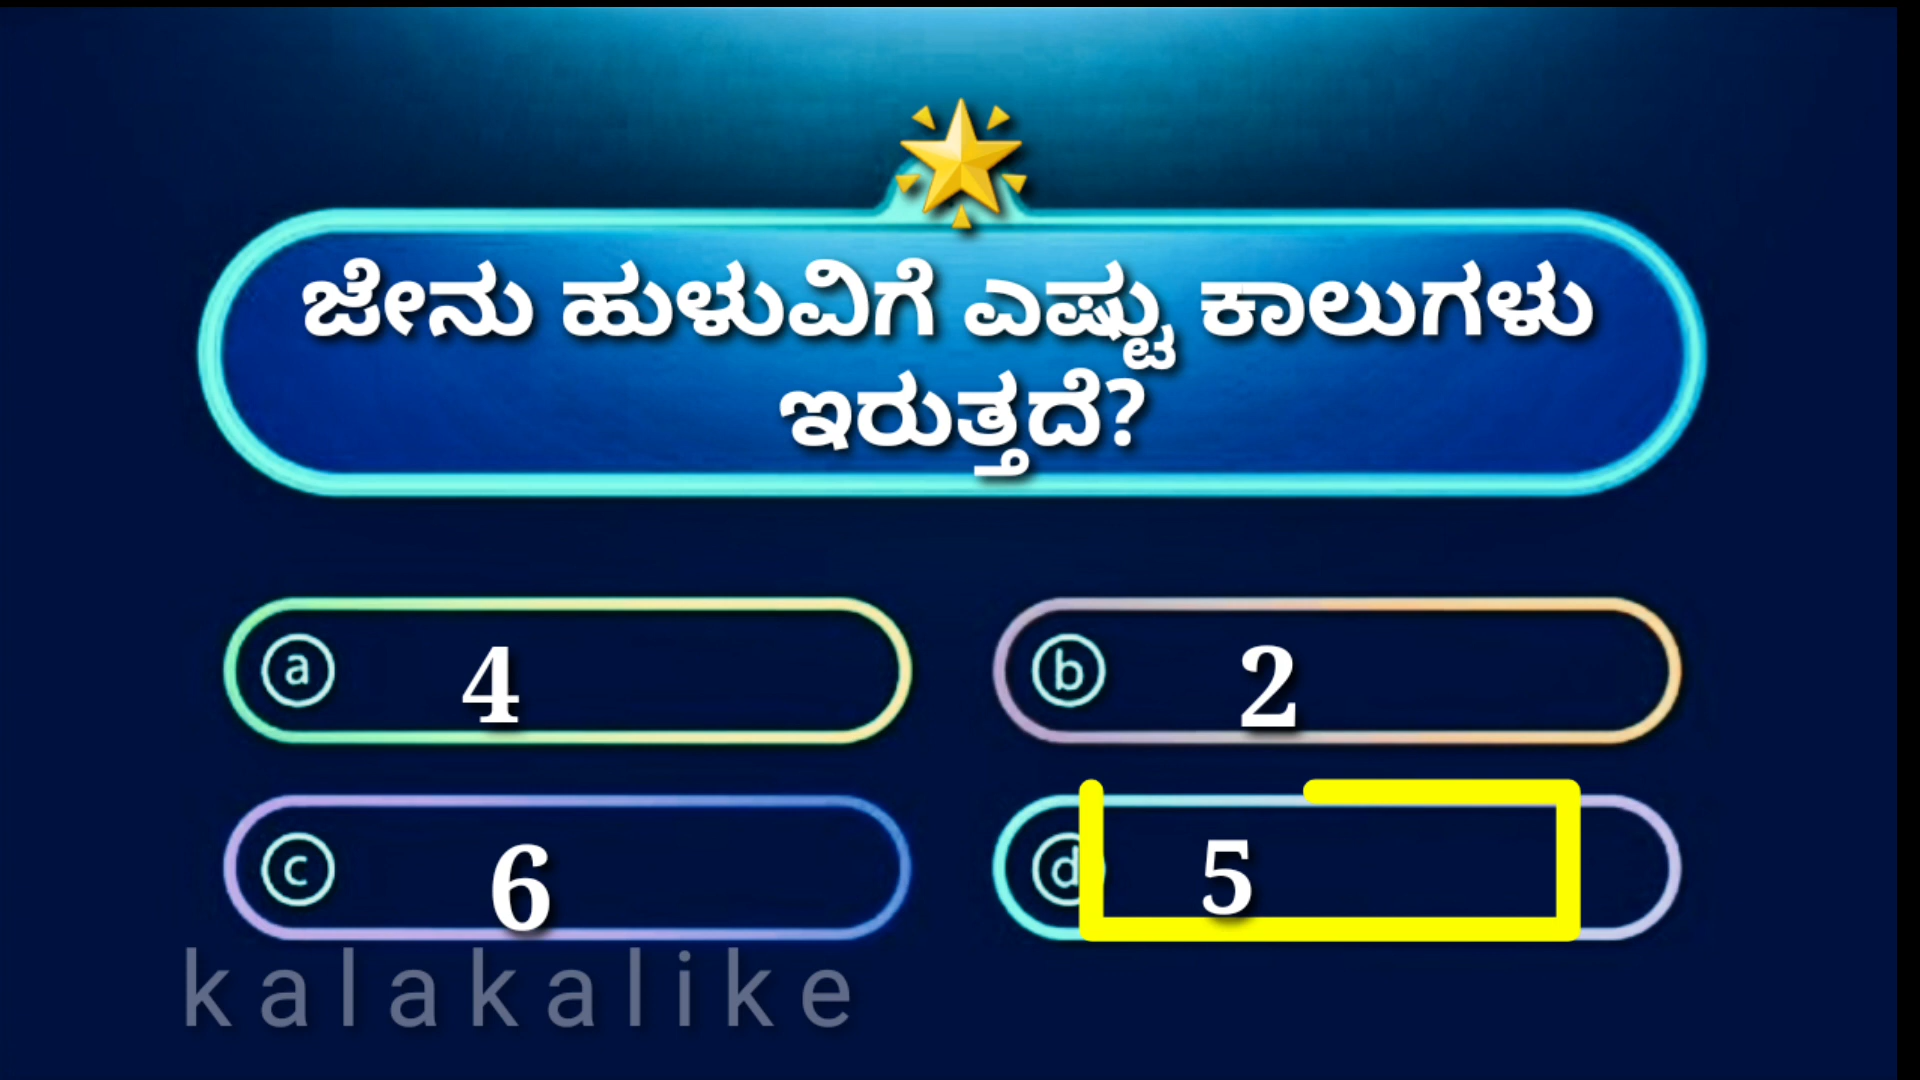 ಜೇನು ಹುಳುವಿಗೆ ಎಷ್ಟು ಕಾಲುಗಳು
ಇರುತ್ತದೆ?
a 4
b 2
c 6
d 5
kalakalike